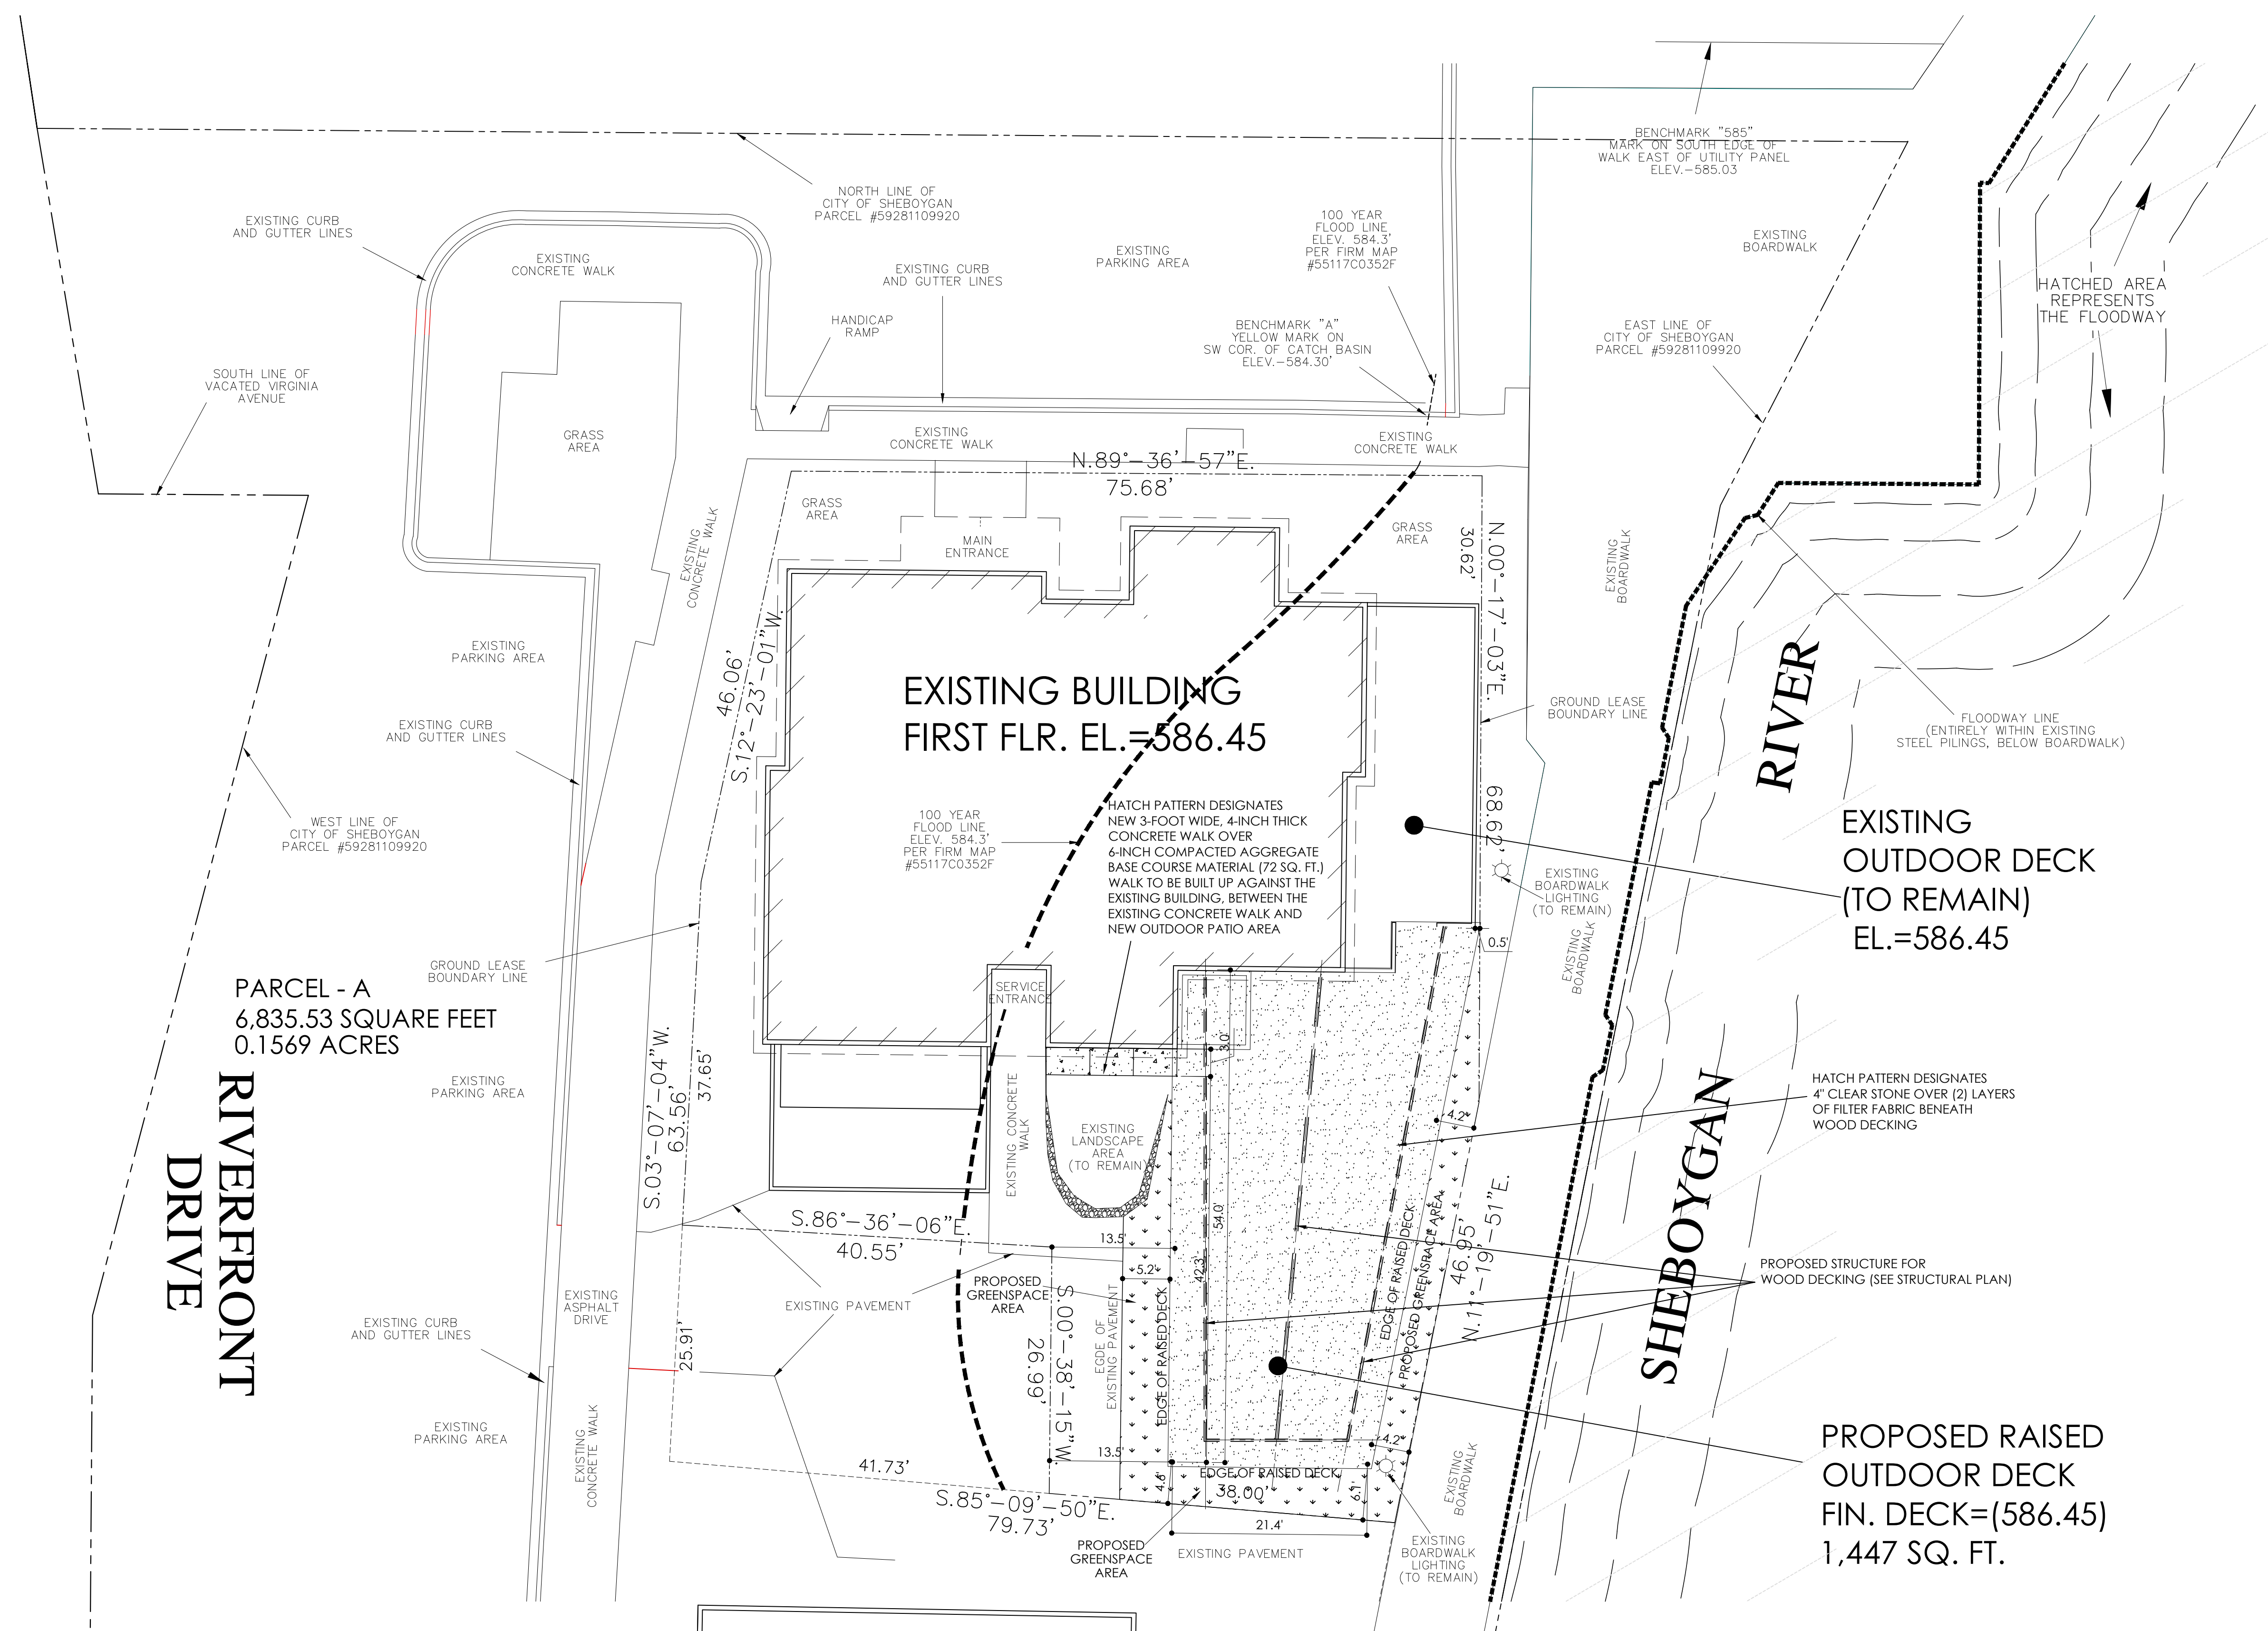 BENCHMARK "585"
MARK ON SOUTH EDGE OF
WALK EAST OF UTILITY PANEL
ELEV.-585.03
NORTH LINE OF
CITY OF SHEBOYGAN
PARCEL #59281109920
EXISTING CURB
AND GUTTER LINES
EXISTING
CONCRETE WALK
EXISTING CURB
AND GUTTER LINES
EXISTING
PARKING AREA
100 YEAR
FLOOD LINE
ELEV. 584.3'
PER FIRM MAP
#55117C0352F
EXISTING
BOARDWALK
HATCHED AREA
REPRESENTS
THE FLOODWAY
HANDICAP
RAMP
BENCHMARK "A"
YELLOW MARK ON
SW COR. OF CATCH BASIN
ELEV.-584.30'
EAST LINE OF
CITY OF SHEBOYGAN
PARCEL #59281109920
SOUTH LINE OF
VACATED VIRGINIA
AVENUE
GRASS
AREA
EXISTING
CONCRETE WALK
EXISTING
CONCRETE WALK
N.89°-36'-57"E.
75.68'
GRASS
AREA
MAIN
ENTRANCE
GRASS
AREA
30.62'
N.00°-17'-03"E.
68.62'
EXISTING
CONCRETE WALK
EXISTING
BOARDWALK
46.06'
S.12°-23'-01"W.
EXISTING
PARKING AREA
EXISTING BUILDING
FIRST FLR. EL.=586.45
GROUND LEASE
BOUNDARY LINE
RIVER
FLOODWAY LINE
(ENTIRELY WITHIN EXISTING
STEEL PILINGS, BELOW BOARDWALK)
EXISTING CURB
AND GUTTER LINES
WEST LINE OF
CITY OF SHEBOYGAN
PARCEL #59281109920
100 YEAR
FLOOD LINE
ELEV. 584.3'
PER FIRM MAP
#55117C0352F
HATCH PATTERN DESIGNATES
NEW 3-FOOT WIDE, 4-INCH THICK
CONCRETE WALK OVER
6-INCH COMPACTED AGGREGATE
BASE COURSE MATERIAL (72 SQ. FT.)
WALK TO BE BUILT UP AGAINST THE
EXISTING BUILDING, BETWEEN THE
EXISTING CONCRETE WALK AND
NEW OUTDOOR PATIO AREA
EXISTING
OUTDOOR DECK
(TO REMAIN)
EL.=586.45
EXISTING
BOARDWALK
LIGHTING
(TO REMAIN)
EXISTING
BOARDWALK
0.5'
GROUND LEASE
BOUNDARY LINE
PARCEL - A
6,835.53 SQUARE FEET
0.1569 ACRES
SERVICE
ENTRANCE
3.0'
S.03°-07'-04"W.
63.56'
37.65'
EXISTING
PARKING AREA
EXISTING CONCRETE
WALK
EXISTING
LANDSCAPE
AREA
(TO REMAIN)
4.2'
HATCH PATTERN DESIGNATES
4" CLEAR STONE OVER (2) LAYERS
OF FILTER FABRIC BENEATH
WOOD DECKING
RIVERFRONT
DRIVE
SHEBOYGAN
S.86°-36'-06"E.
40.55'
13.5'
5.2'
54.0'
42.3'
EDGE OF RAISED DECK
PROPOSED GREENSPACE AREA
46.95'
N.11°-19'-51"E.
PROPOSED STRUCTURE FOR
WOOD DECKING (SEE STRUCTURAL PLAN)
PROPOSED
GREENSPACE
AREA
EXISTING PAVEMENT
EXISTING
ASPHALT
DRIVE
EXISTING CURB
AND GUTTER LINES
25.91'
S.00°-38'-15"W.
26.99'
EGDE OF
EXISTING PAVEMENT
EDGE OF RAISED DECK
EXISTING
PARKING AREA
EXISTING
CONCRETE WALK
41.73'
13.5'
4.6'
EDGE OF RAISED DECK
38.00'
4.2'
6.1'
S.85°-09'-50"E.
79.73'
21.4'
PROPOSED
GREENSPACE
AREA
EXISTING PAVEMENT
EXISTING
BOARDWALK
EXISTING
BOARDWALK
LIGHTING
(TO REMAIN)
PROPOSED RAISED
OUTDOOR DECK
FIN. DECK=(586.45)
1,447 SQ. FT.